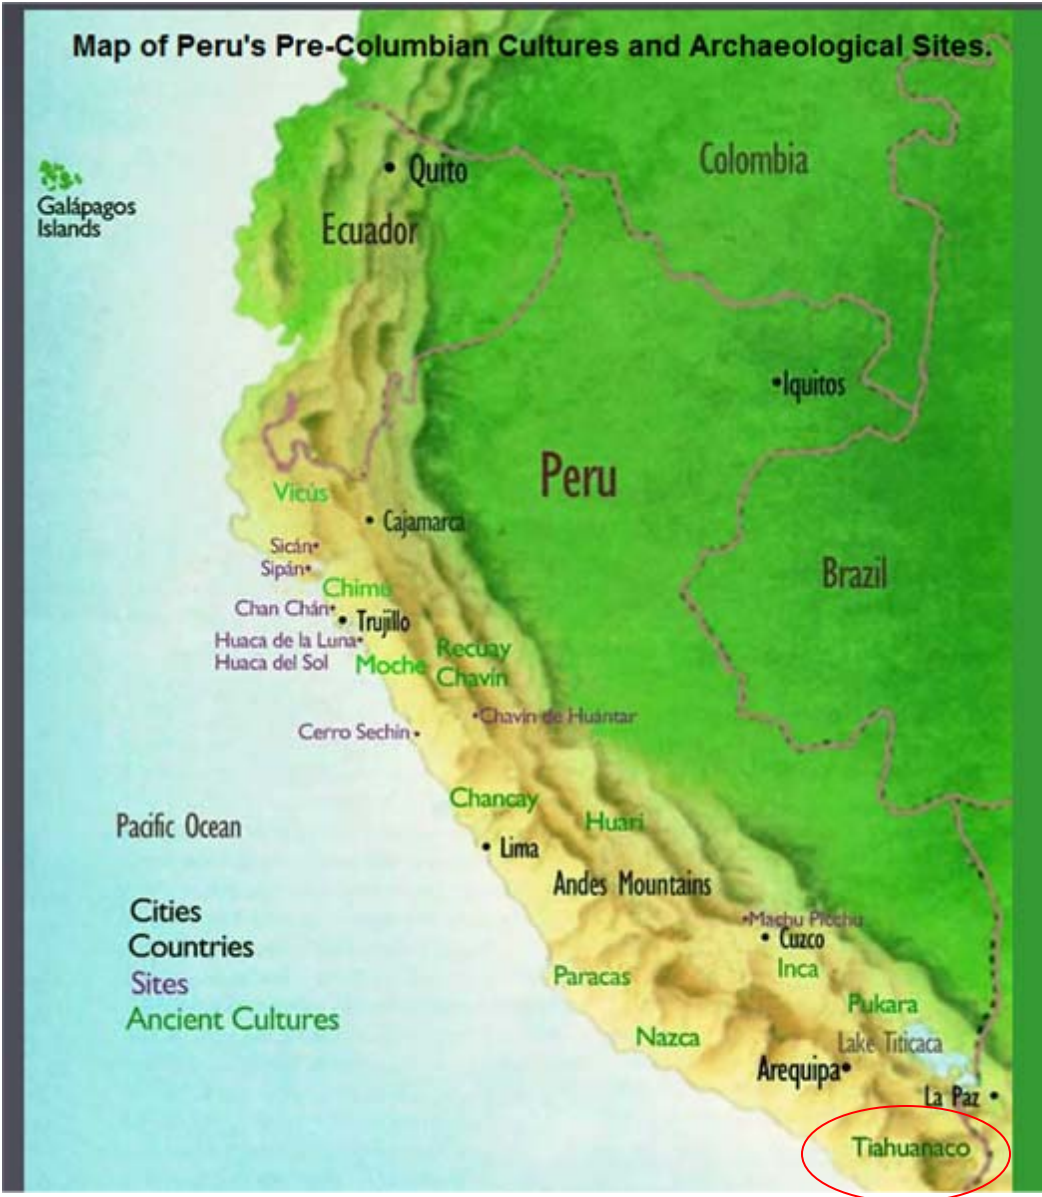 Map of Peru's Pre-Columbian Cultures and Archaeological Sites.
Colombia
Quito
Galápagos
Islands
Ecuador
Iquitos
Peru
Vicús
Cajamarca
Sicán
Sipán
Brazil
Chimu
Chan Chán
Trujillo
Huaca de la Luna
Huaca del Sol
Recuay
Moche
Chavín
Chavín de Huántar
Cerro Sechín
Chancay
Huari
Pacific Ocean
Lima
Andes Mountains
Cities
Countries
Sites
Ancient Cultures
Machu Picchu
Cuzco
Inca
Paracas
Pukara
Nazca
Lake Titicaca
Arequipa
La Paz
Tiahuanaco